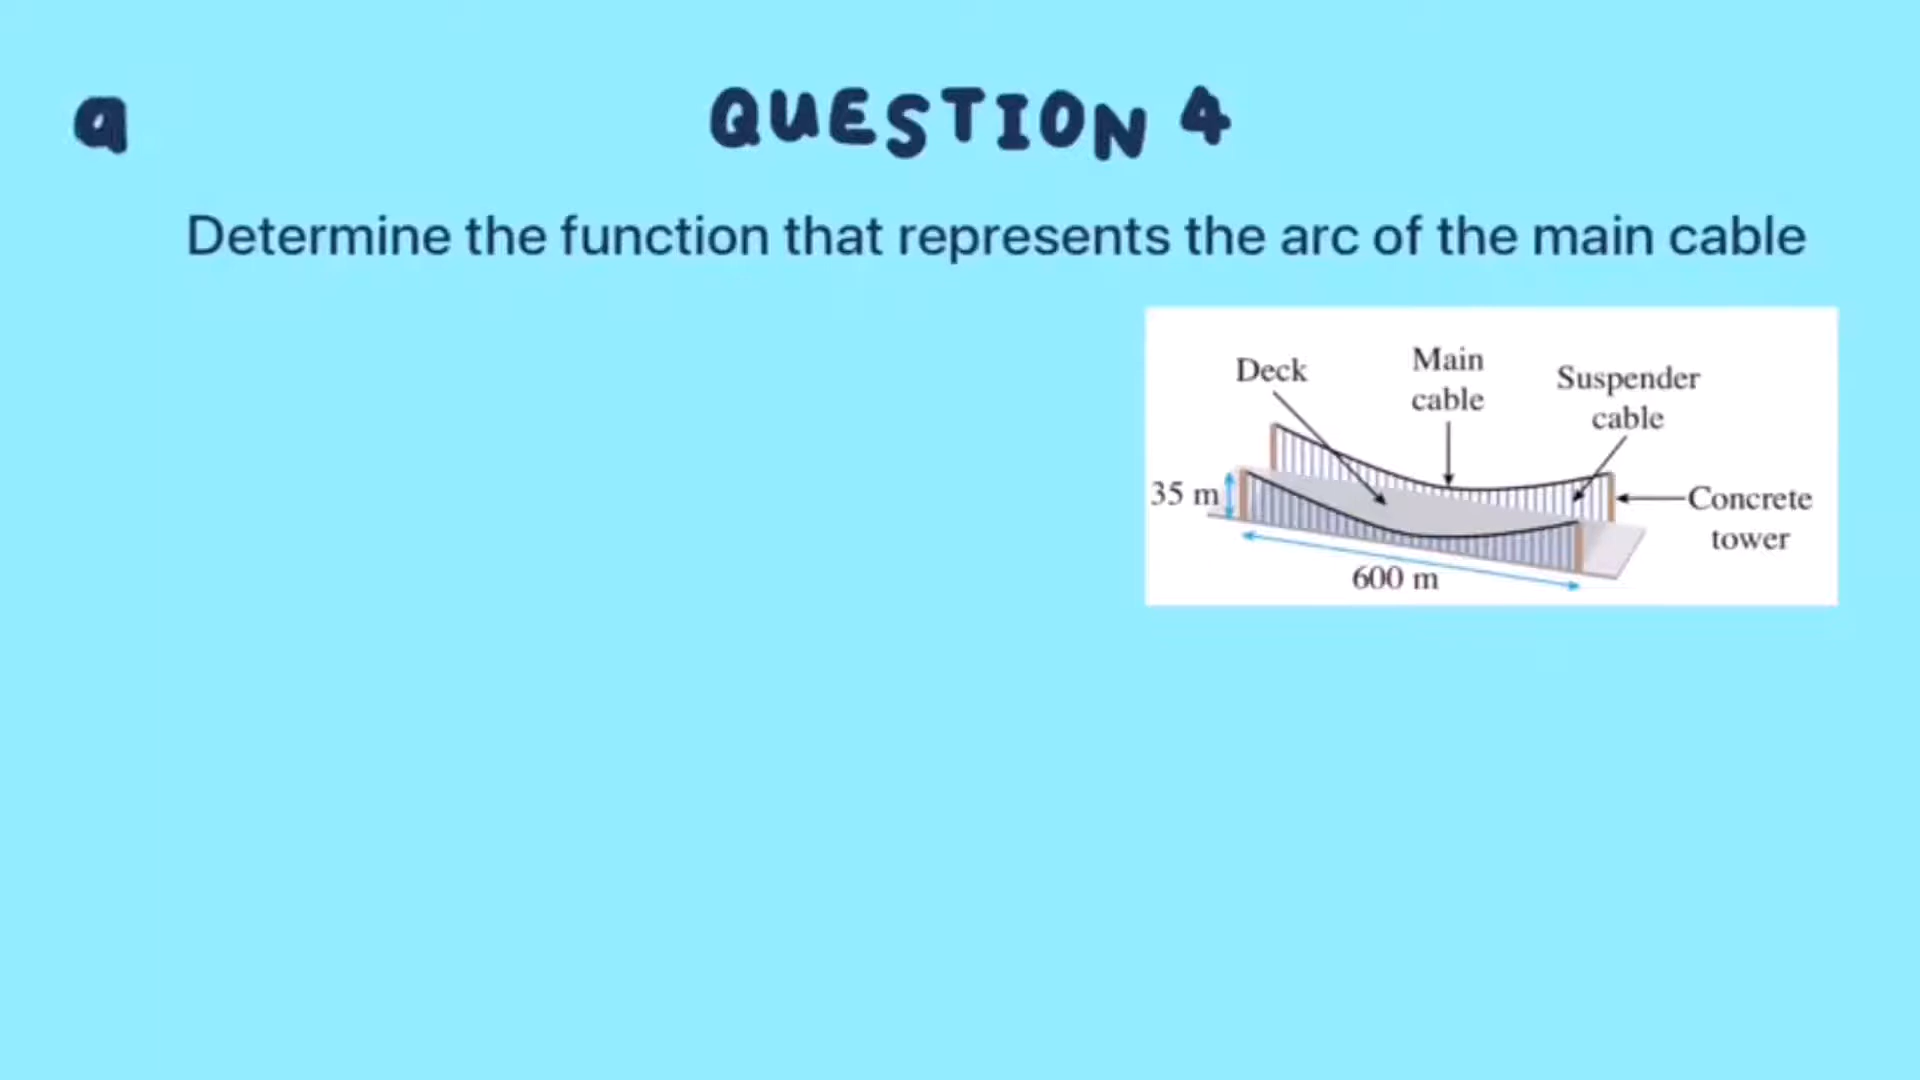 a
QUESTION 4
Determine the function that represents the arc of the main cable
Deck
Main
cable
Suspender
cable
35 m
Concrete
tower
600 m